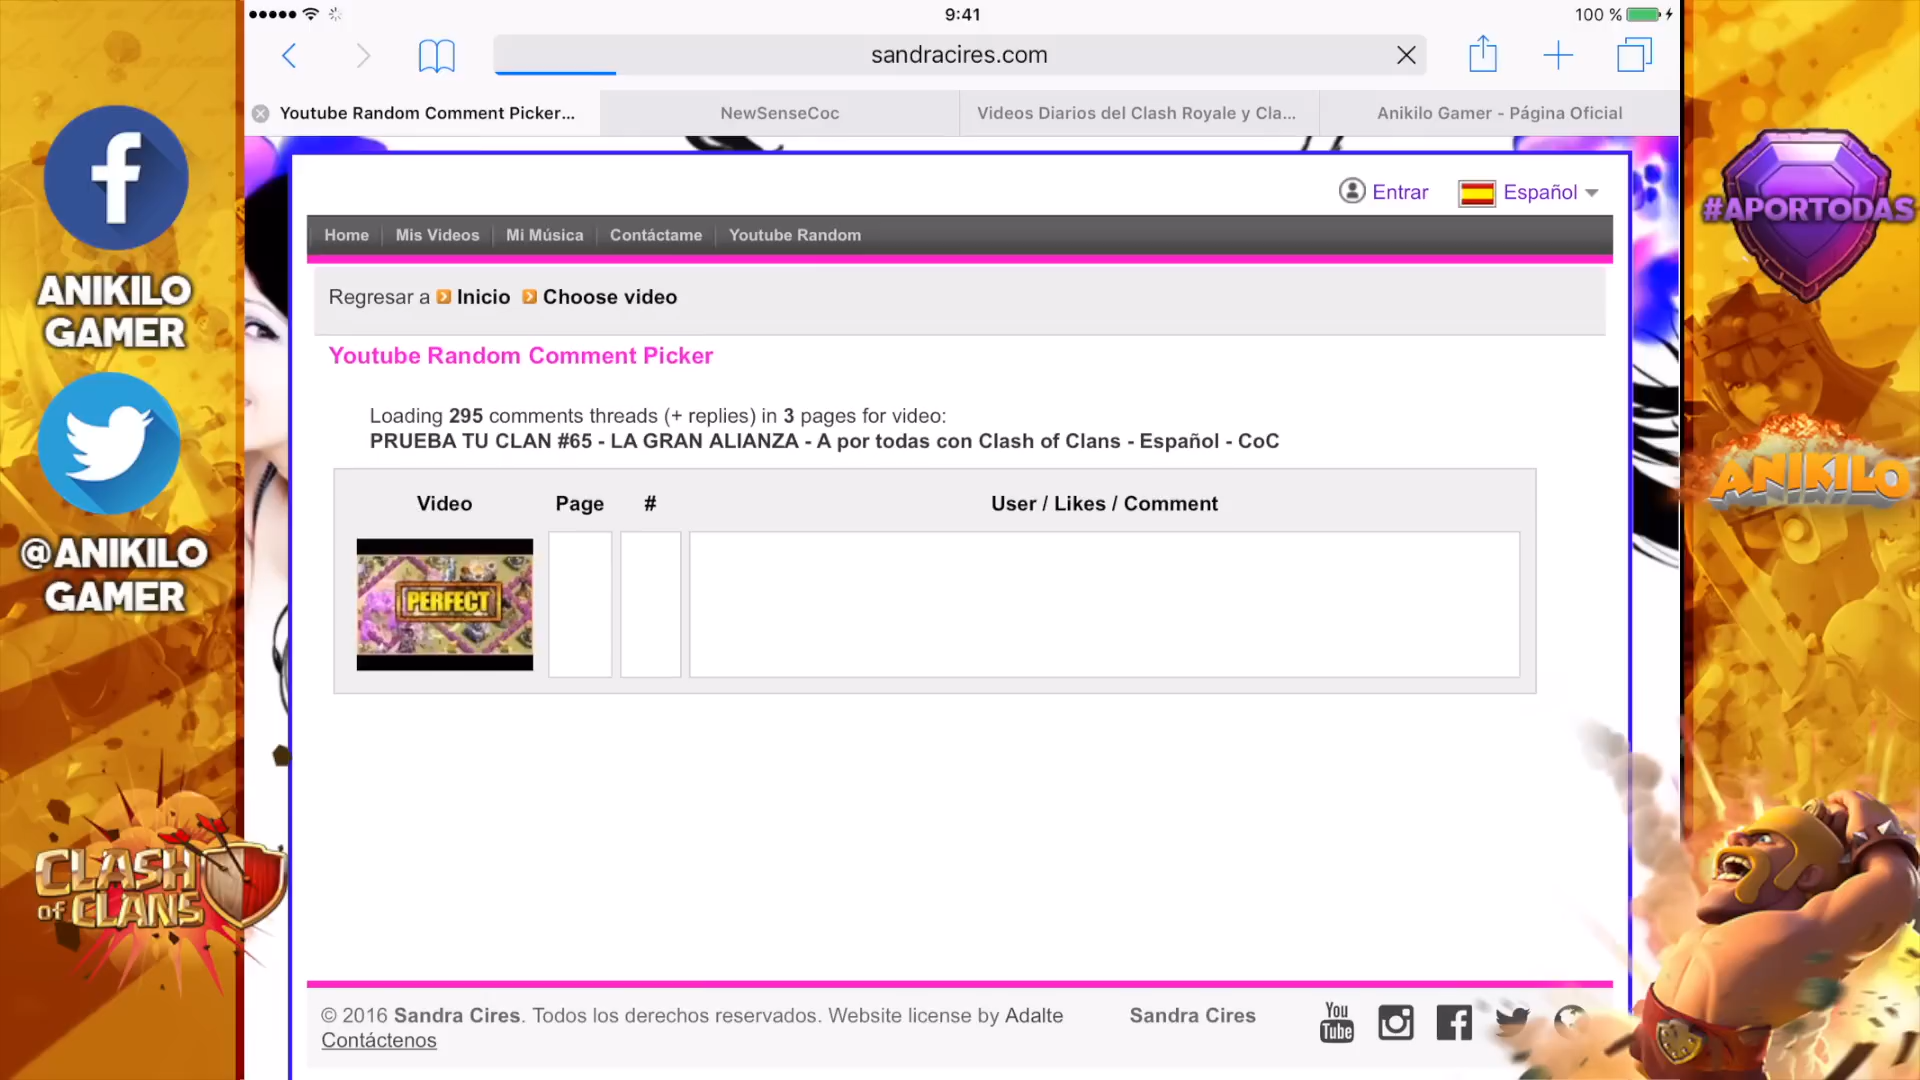 9:41
100 %
sandracires.com
Youtube Random Comment Picker...
NewSenseCoc
Videos Diarios del Clash Royale y Cla...
Anikilo Gamer - Página Oficial
Entrar
Español
Home
Mis Videos
Mi Música
Contáctame
Youtube Random
Regresar a Inicio Choose video
Youtube Random Comment Picker
Loading 295 comments threads (+ replies) in 3 pages for video:
PRUEBA TU CLAN #65 - LA GRAN ALIANZA - A por todas con Clash of Clans - Español - CoC
Video
Page
#
User / Likes / Comment
PERFECT
© 2016 Sandra Cires. Todos los derechos reservados. Website license by Adalte
Contáctenos
Sandra Cires
You
Tube
ANIKILO
GAMER
@ANIKILO
GAMER
CLASH
of CLANS
#APORTODAS
ANIKILO